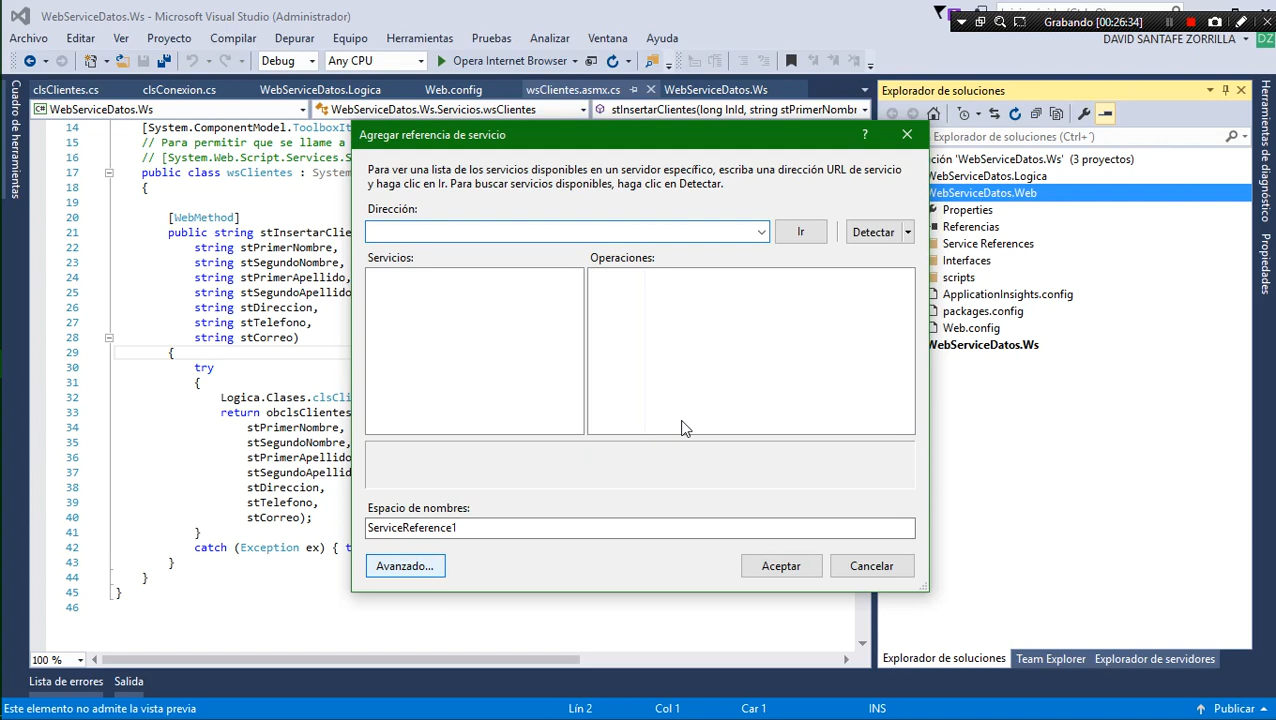 WebServiceDatos.Ws - Microsoft Visual Studio (Administrador)
Grabando [00:26:34]
Archivo Editar Ver Proyecto Compilar Depurar Equipo Herramientas Pruebas Analizar Ventana Ayuda
DAVID SANTAFE ZORRILLA DZ
Debug Any CPU Opera Internet Browser
Cuadro de herramientas
clsClientes.cs clsConexion.cs WebServiceDatos.Logica Web.config wsClientes.asmx.cs WebServiceDatos.Ws
WebServiceDatos.Ws WebServiceDatos.Ws.Servicios.wsClientes stInsertarClientes(long lnId, string stPrimerNombre,
14 [System.ComponentModel.ToolboxIt
15 // Para permitir que se llame a
16 // [System.Web.Script.Services.S
17 public class wsClientes : System
18 {
19
20 [WebMethod]
21 public string stInsertarClie
22 string stPrimerNombre,
23 string stSegundoNombre,
24 string stPrimerApellido,
25 string stSegundoApellido
26 string stDireccion,
27 string stTelefono,
28 string stCorreo)
29 {
30 try
31 {
32 Logica.Clases.clsCli
33 return obclsClientes
34 stPrimerNombre,
35 stSegundoNombre,
36 stPrimerApellido
37 stSegundoApellid
38 stDireccion,
39 stTelefono,
40 stCorreo);
41 }
42 catch (Exception ex) { t
43 }
44 }
45 }
46
100 %
Agregar referencia de servicio ?
Para ver una lista de los servicios disponibles en un servidor específico, escriba una dirección URL de servicio
y haga clic en Ir. Para buscar servicios disponibles, haga clic en Detectar.
Dirección:
Ir Detectar
Servicios: Operaciones:
Espacio de nombres:
ServiceReference1
Avanzado... Aceptar Cancelar
Explorador de soluciones
Explorador de soluciones (Ctrl+´)
ción 'WebServiceDatos.Ws' (3 proyectos)
WebServiceDatos.Logica
WebServiceDatos.Web
Properties
Referencias
Service References
Interfaces
scripts
ApplicationInsights.config
packages.config
Web.config
WebServiceDatos.Ws
Explorador de soluciones Team Explorer Explorador de servidores
Herramientas de diagnóstico
Propiedades
Lista de errores Salida
Este elemento no admite la vista previa Lín 2 Col 1 Car 1 INS Publicar